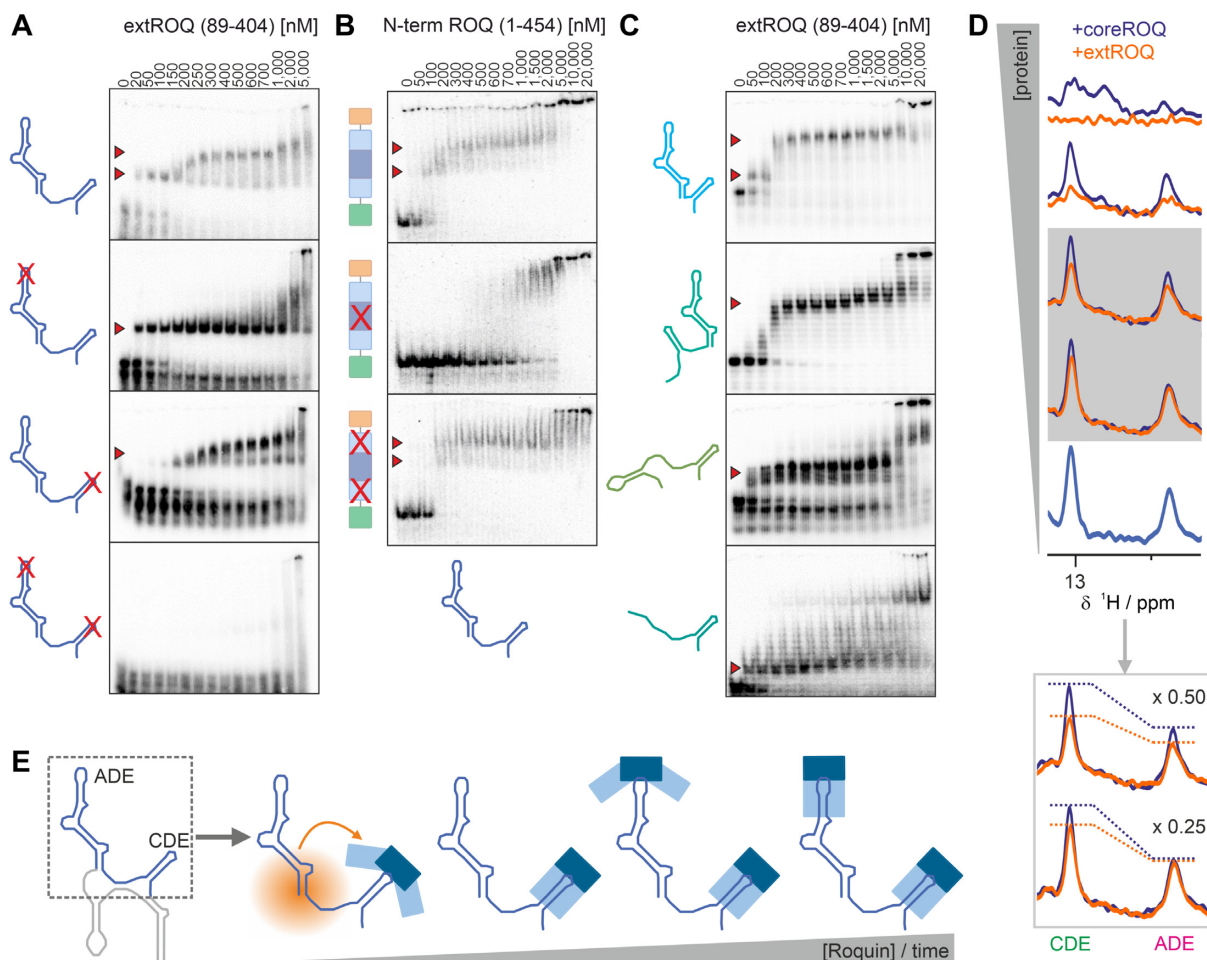 A
extROQ (89-404) [nM]
0 20 50 100 150 200 250 300 400 500 600 700 1,000 2,000 5,000
B
N-term ROQ (1-454) [nM]
0 50 100 200 300 400 500 600 700 1,000 1,500 2,000 5,000 10,000 20,000
C
extROQ (89-404) [nM]
0 50 100 200 300 400 500 600 700 1,000 1,500 2,000 5,000 10,000 20,000
D
[protein]
+coreROQ
+extROQ
X
X
X
X
X
X
X
13
δ ¹H / ppm
x 0.50
x 0.25
CDE
ADE
E
ADE
CDE
[Roquin] / time